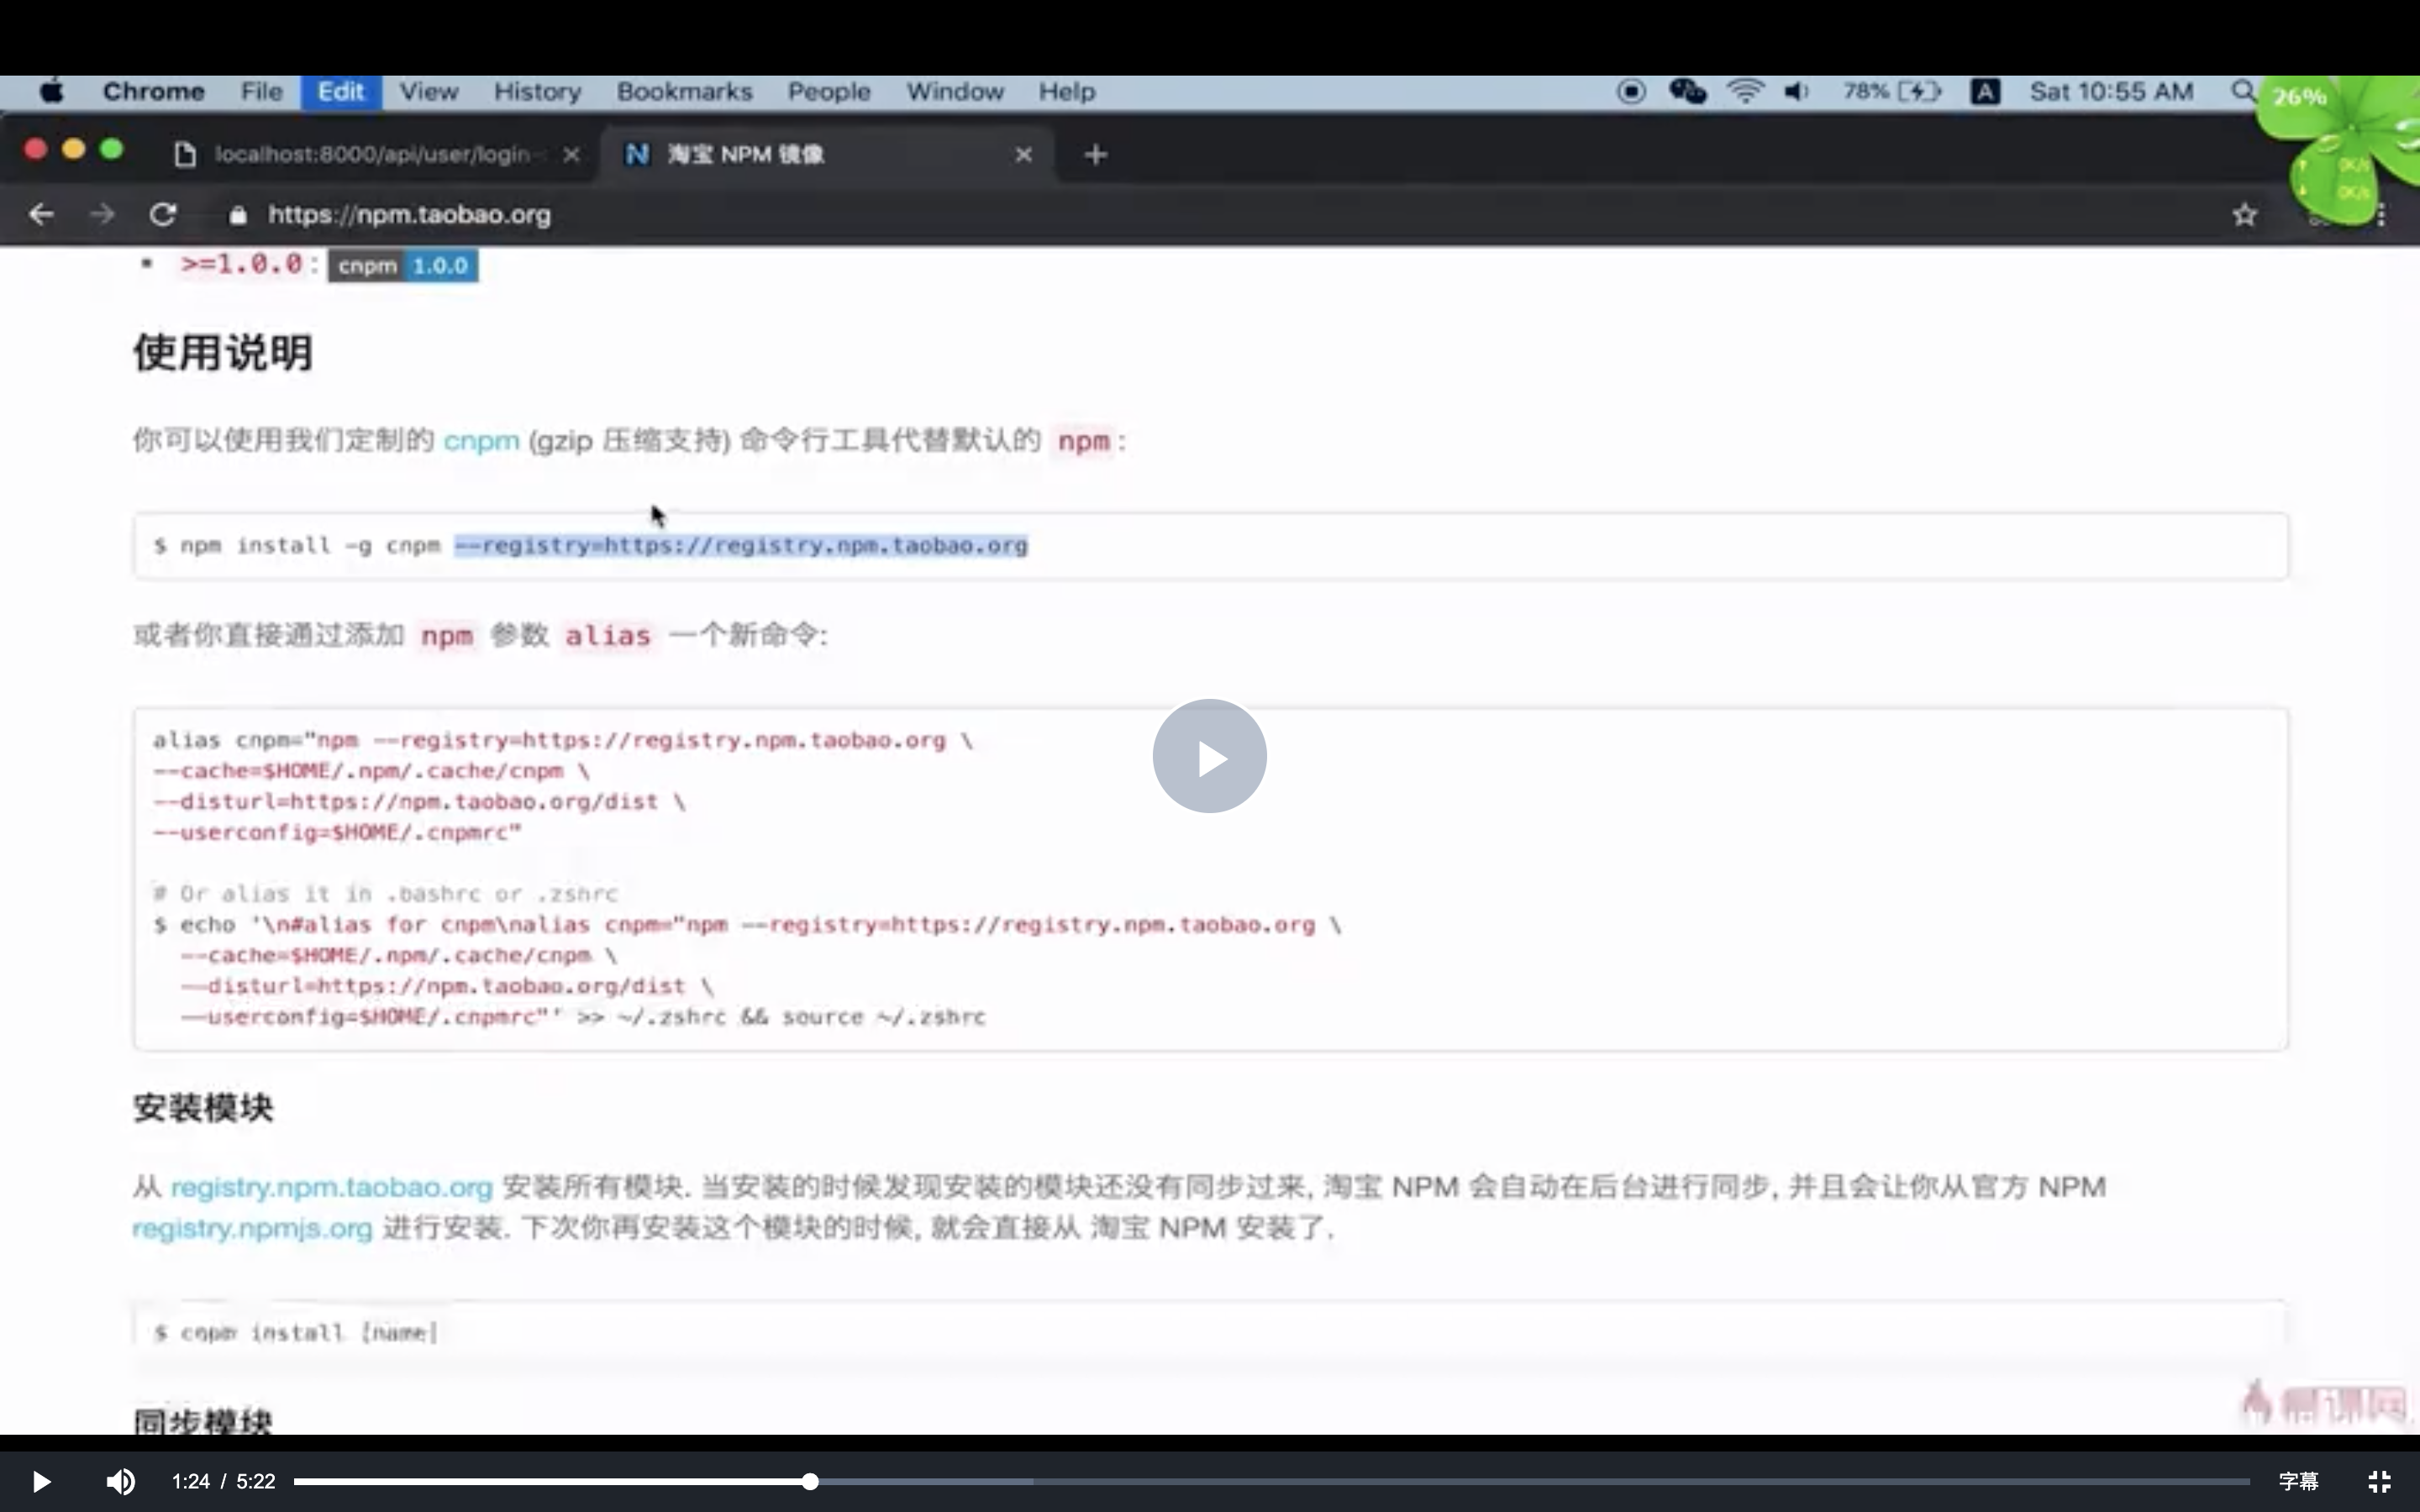 Chrome File Edit View History Bookmarks People Window Help 78% A Sat 10:55 AM
26%
localhost:8000/api/user/login
淘宝 NPM 镜像
0K/s
0K/s
https://npm.taobao.org
>=1.0.0 : cnpm 1.0.0
使用说明
你可以使用我们定制的 cnpm (gzip 压缩支持) 命令行工具代替默认的 npm :
$ npm install -g cnpm --registry=https://registry.npm.taobao.org
或者你直接通过添加 npm 参数 alias 一个新命令:
alias cnpm="npm --registry=https://registry.npm.taobao.org \
--cache=$HOME/.npm/.cache/cnpm \
--disturl=https://npm.taobao.org/dist \
--userconfig=$HOME/.cnpmrc"
# Or alias it in .bashrc or .zshrc
$ echo '\n#alias for cnpm\nalias cnpm="npm --registry=https://registry.npm.taobao.org \
--cache=$HOME/.npm/.cache/cnpm \
--disturl=https://npm.taobao.org/dist \
--userconfig=$HOME/.cnpmrc"' >> ~/.zshrc && source ~/.zshrc
安装模块
从 registry.npm.taobao.org 安装所有模块. 当安装的时候发现安装的模块还没有同步过来, 淘宝 NPM 会自动在后台进行同步, 并且会让你从官方 NPM
registry.npmjs.org 进行安装. 下次你再安装这个模块的时候, 就会直接从 淘宝 NPM 安装了.
$ cnpm install [name]
同步模块
慕课网
1:24 / 5:22
字幕